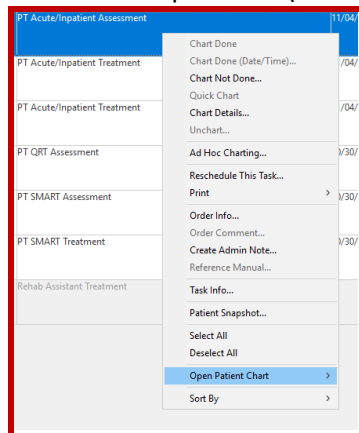 PT Acute/Inpatient Assessment 11/04/
PT Acute/Inpatient Treatment /04/
PT Acute/Inpatient Treatment /04/
PT QRT Assessment /30/
PT SMART Assessment /30/
PT SMART Treatment /30/
Rehab Assistant Treatment
Chart Done
Chart Done (Date/Time)...
Chart Not Done...
Quick Chart
Chart Details...
Unchart...
Ad Hoc Charting...
Reschedule This Task...
Print >
Order Info...
Order Comment...
Create Admin Note...
Reference Manual...
Task Info...
Patient Snapshot...
Select All
Deselect All
Open Patient Chart >
Sort By >